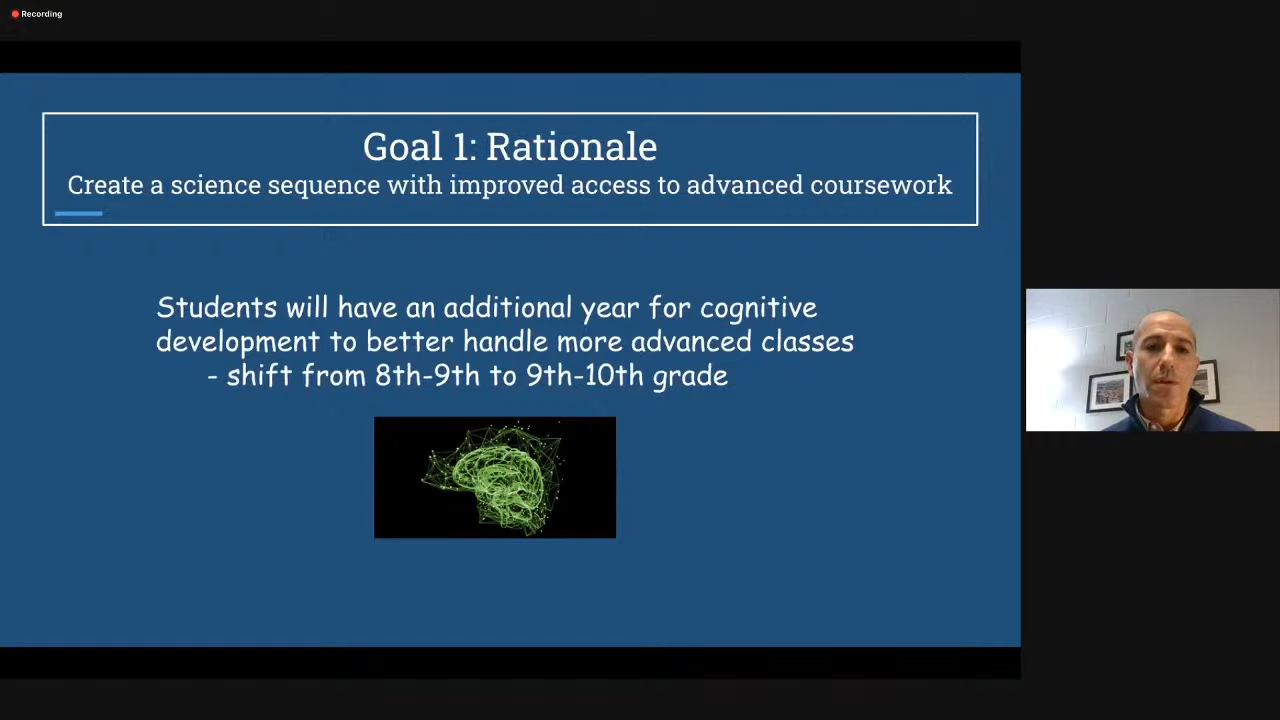 Recording
Goal 1: Rationale
Create a science sequence with improved access to advanced coursework
Students will have an additional year for cognitive
development to better handle more advanced classes
- shift from 8th-9th to 9th-10th grade